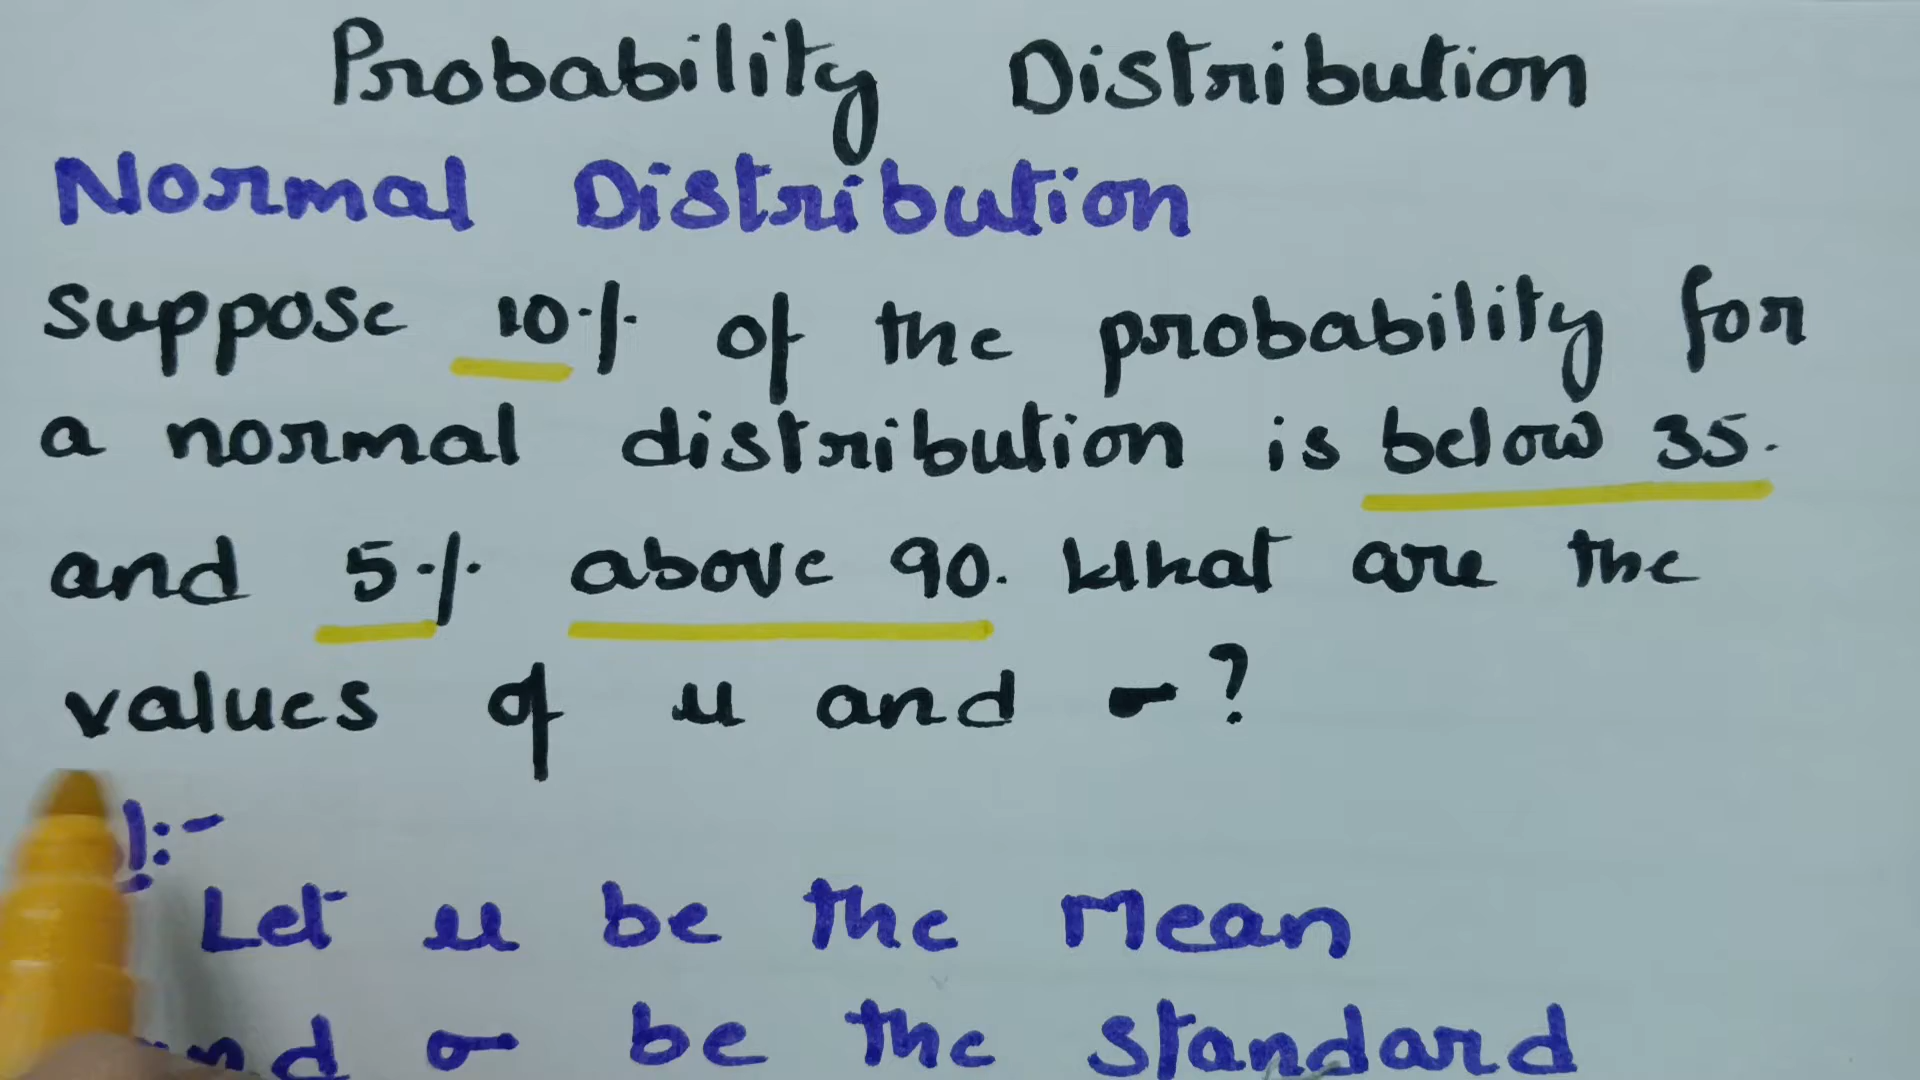 Probability Distribution
Normal Distribution
Suppose 10% of the probability for
a normal distribution is below 35.
and 5% above 90. What are the
values of μ and σ?
Let μ be the Mean
σ be the standard